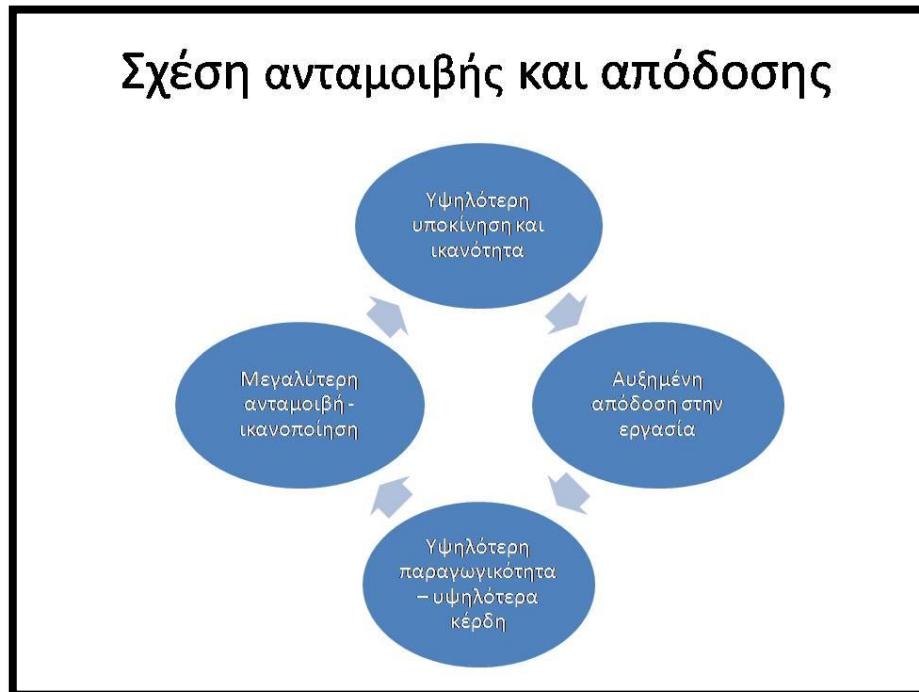 Σχέση ανταμοιβής και απόδοσης
Υψηλότερη
υποκίνηση και
ικανότητα
Αυξημένη
απόδοση στην
εργασία
Υψηλότερη
παραγωγικότητα
– υψηλότερα
κέρδη
Μεγαλύτερη
ανταμοιβή -
ικανοποίηση